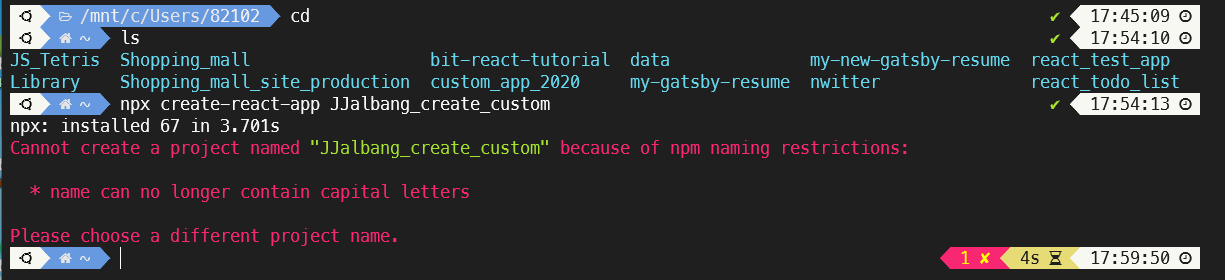 /mnt/c/Users/82102 cd ✔ 17:45:09
~ ls ✔ 17:54:10
JS_Tetris Shopping_mall bit-react-tutorial data my-new-gatsby-resume react_test_app
Library Shopping_mall_site_production custom_app_2020 my-gatsby-resume nwitter react_todo_list
~ npx create-react-app JJalbang_create_custom ✔ 17:54:13
npx: installed 67 in 3.701s
Cannot create a project named "JJalbang_create_custom" because of npm naming restrictions:
* name can no longer contain capital letters
Please choose a different project name.
~ 1 ✘ 4s 17:59:50